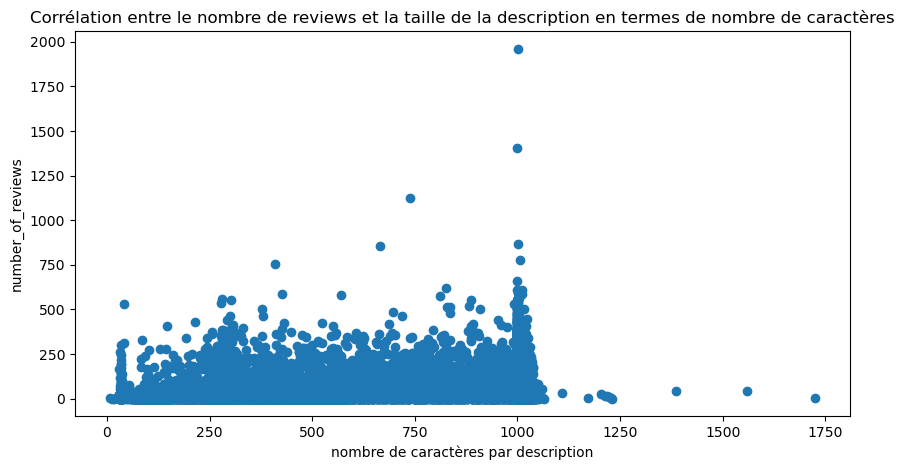 Corrélation entre le nombre de reviews et la taille de la description en termes de nombre de caractères
2000
1750
1500
1250
1000
750
500
250
0
number_of_reviews
0 250 500 750 1000 1250 1500 1750
nombre de caractères par description